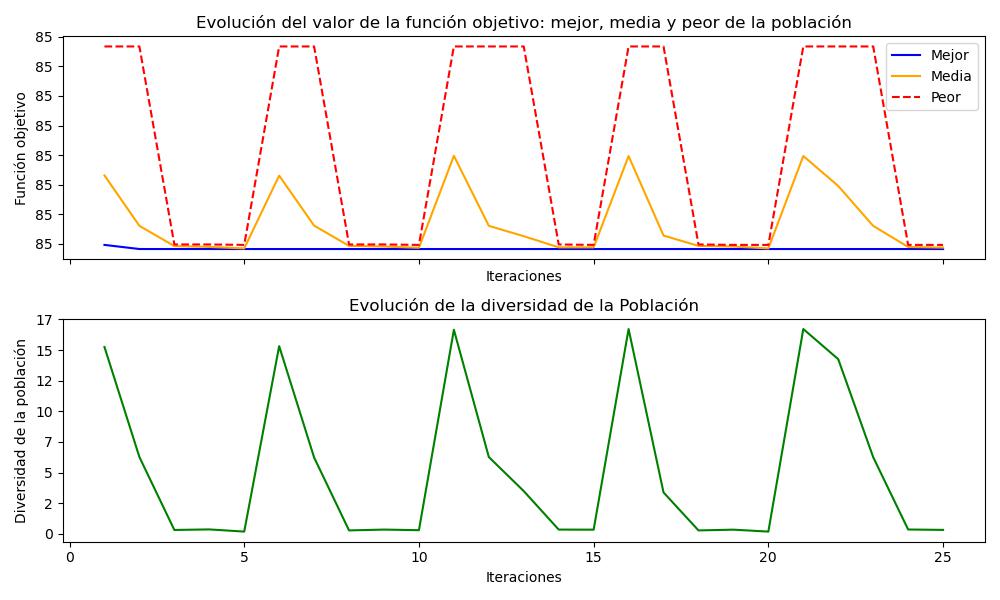 Evolución del valor de la función objetivo: mejor, media y peor de la población
Función objetivo
85
85
85
85
85
85
85
85
Mejor
Media
Peor
Iteraciones
Evolución de la diversidad de la Población
Diversidad de la población
17
15
12
10
7
5
2
0
0 5 10 15 20 25
Iteraciones